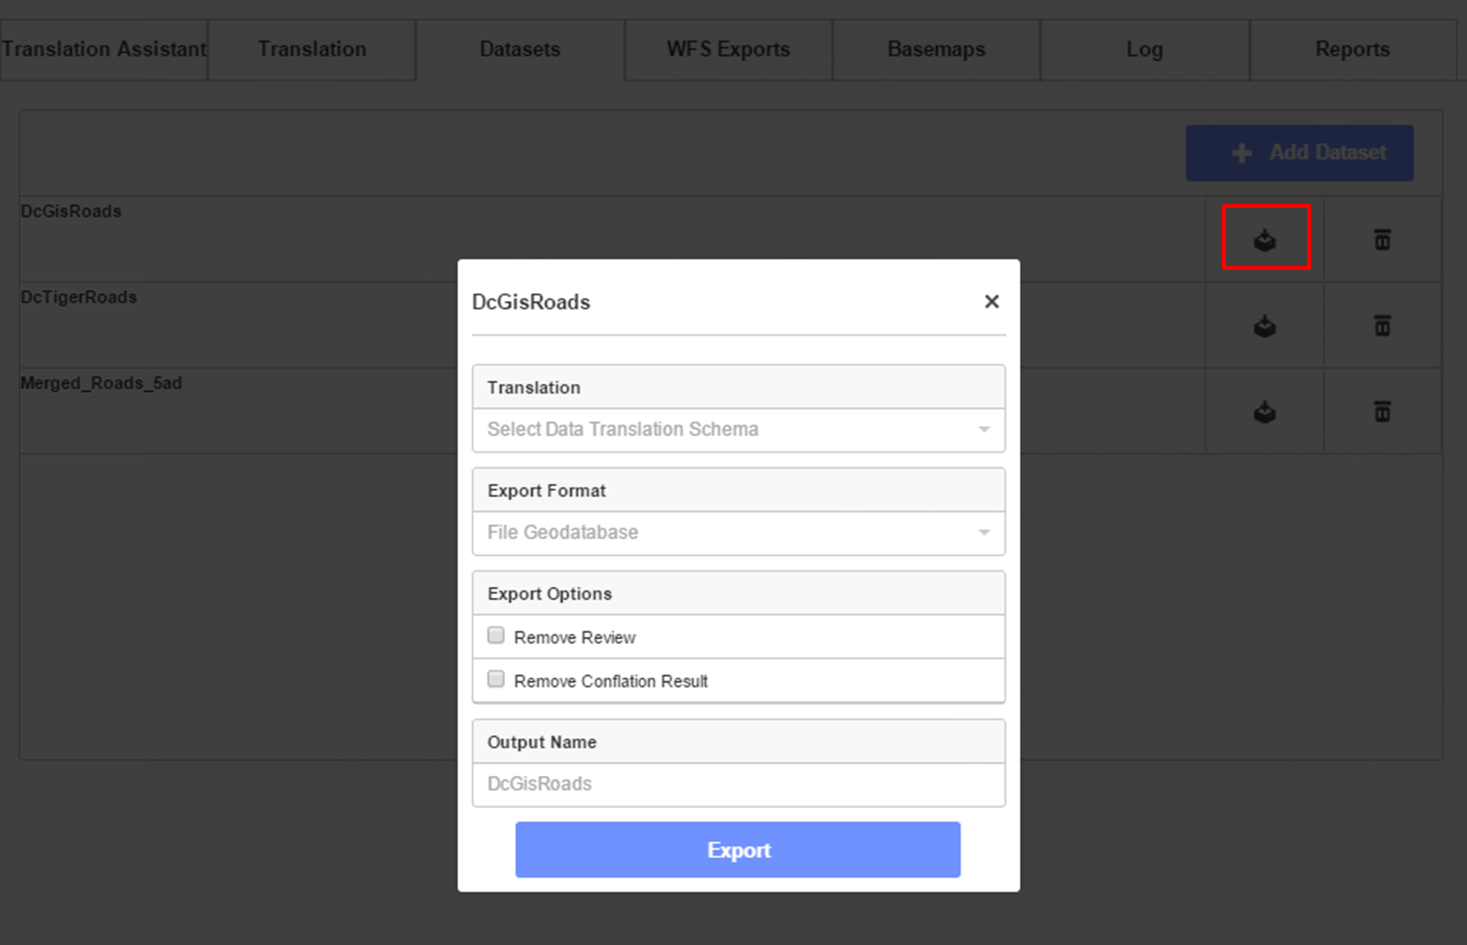 Translation Assistant
Translation
Datasets
WFS Exports
Basemaps
Log
Reports
Add Dataset
DcGisRoads
DcTigerRoads
Merged_Roads_5ad
DcGisRoads
Translation
Select Data Translation Schema
Export Format
File Geodatabase
Export Options
Remove Review
Remove Conflation Result
Output Name
DcGisRoads
Export